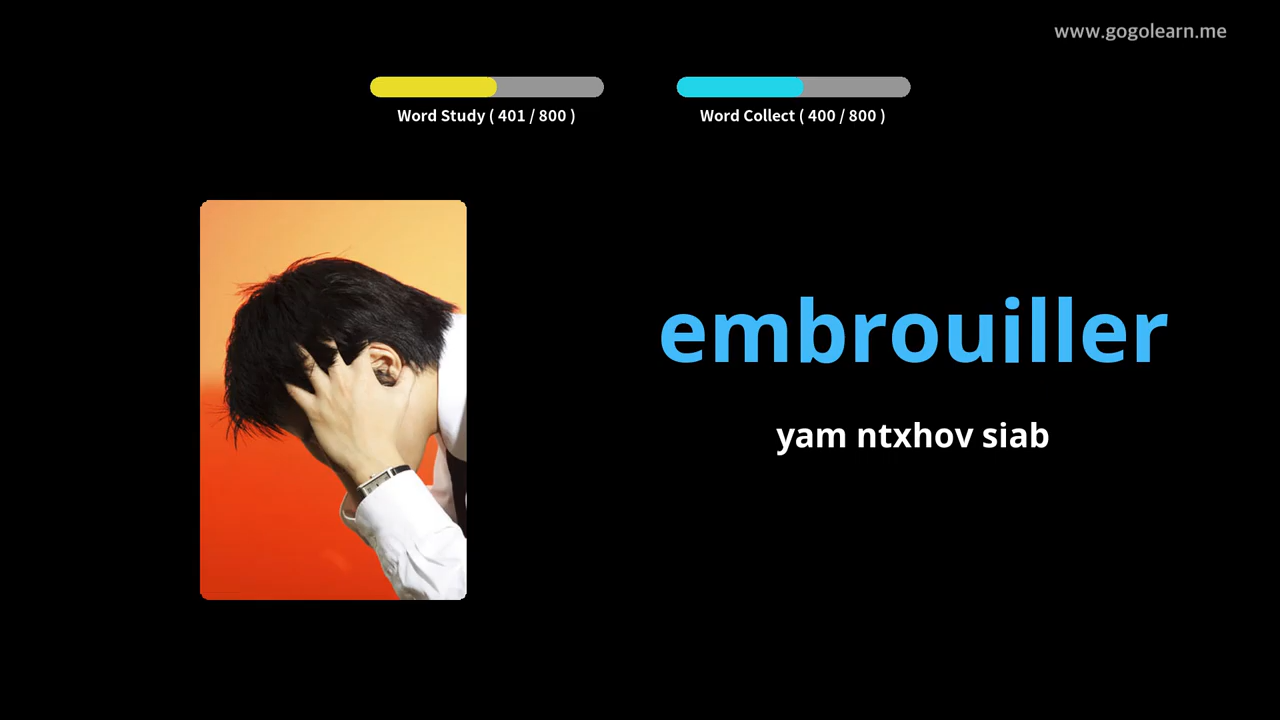 www.gogolearn.me
Word Study ( 401 / 800 )
Word Collect ( 400 / 800 )
embrouiller
yam ntxhov siab